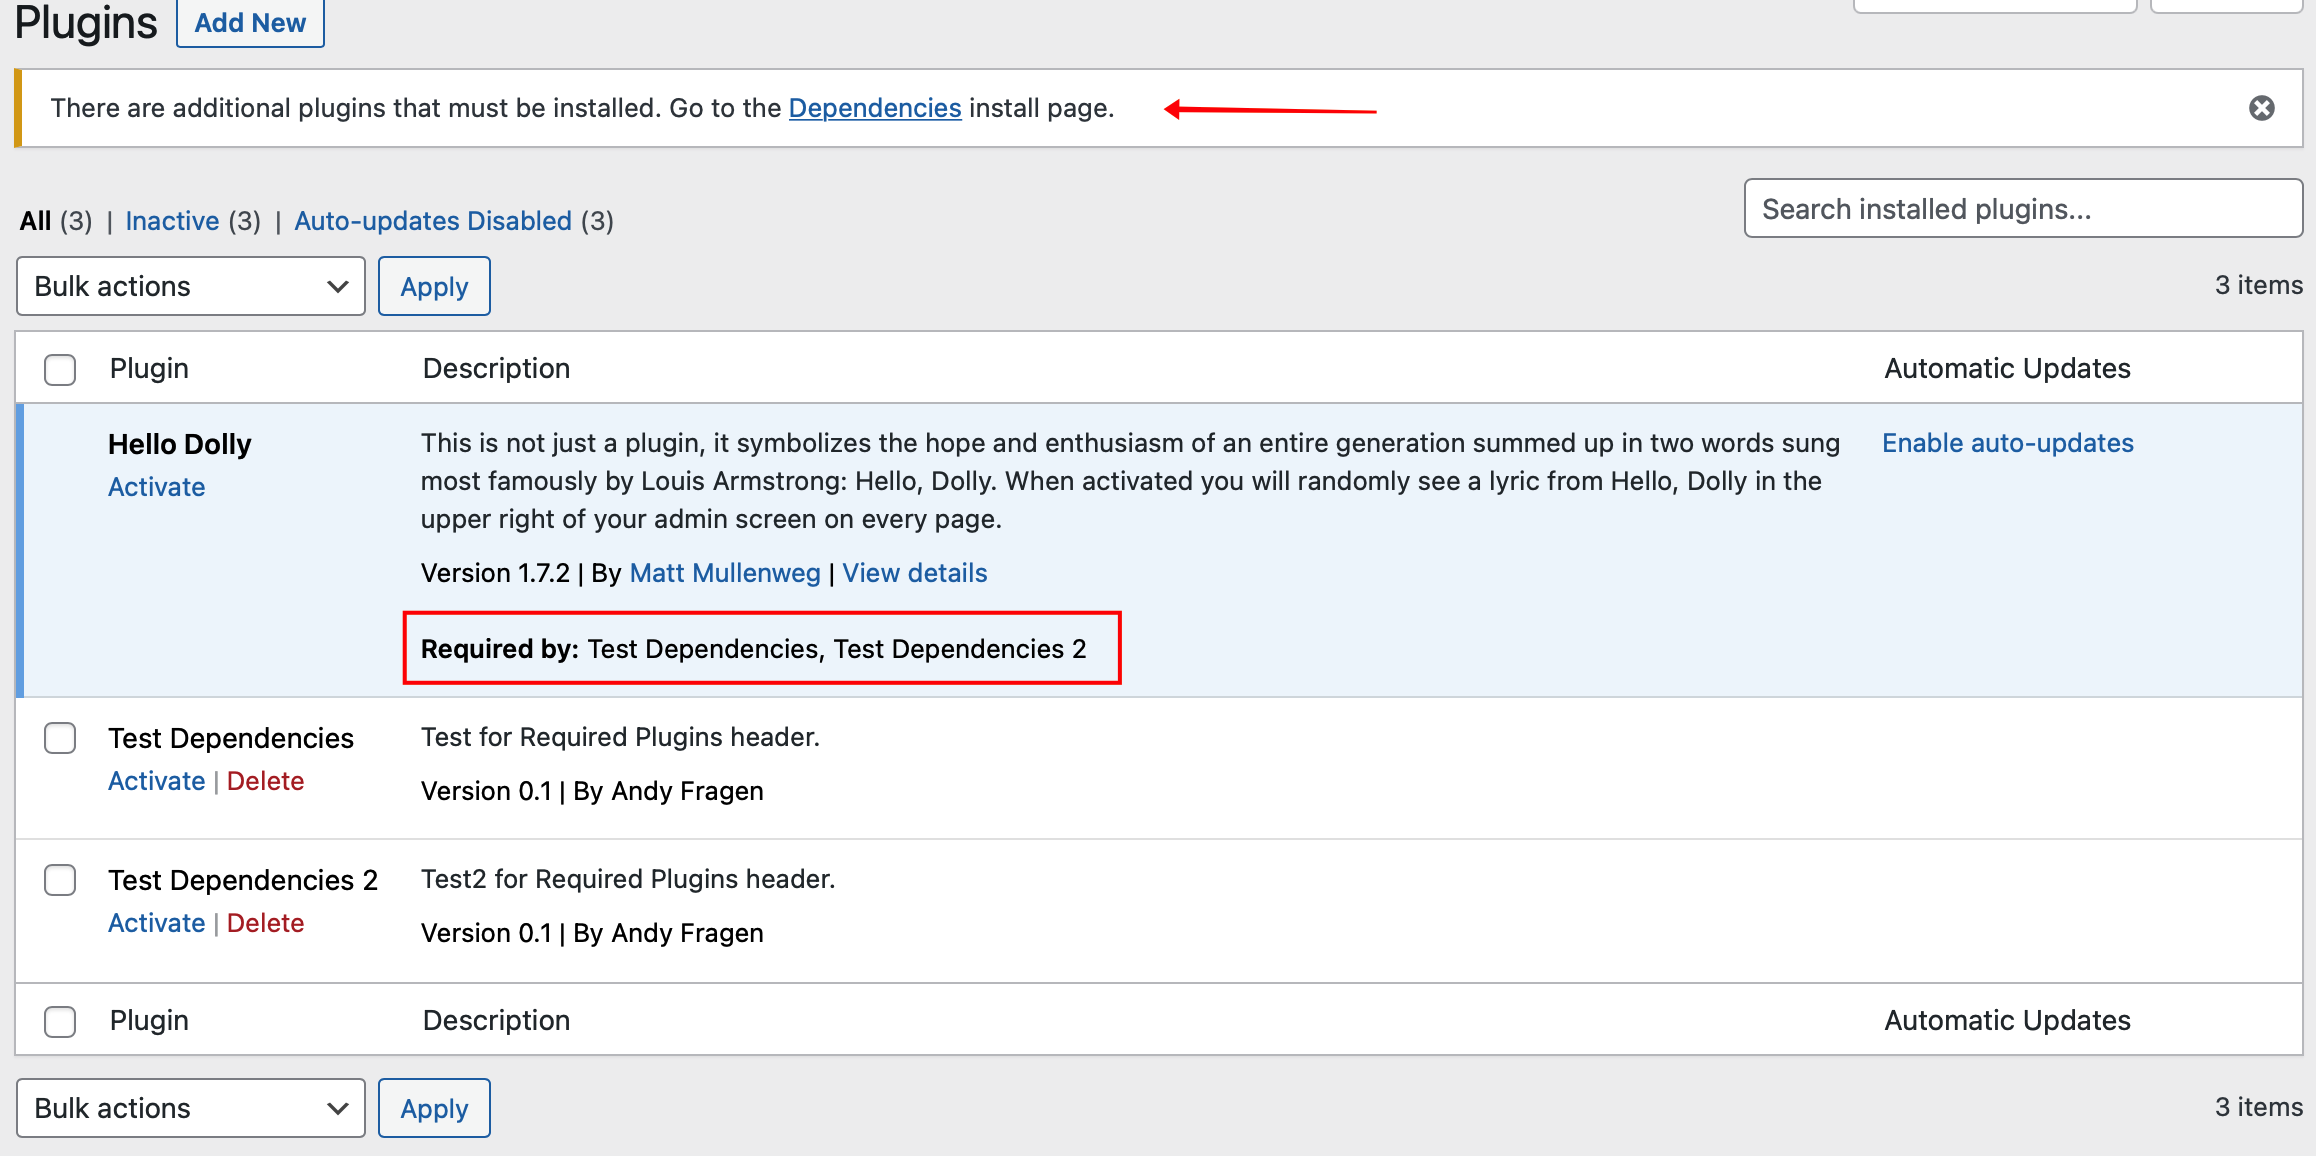 Plugins Add New
There are additional plugins that must be installed. Go to the Dependencies install page.
All (3) | Inactive (3) | Auto-updates Disabled (3)
Search installed plugins...
Bulk actions Apply
3 items
Plugin Description Automatic Updates
Hello Dolly
Activate
This is not just a plugin, it symbolizes the hope and enthusiasm of an entire generation summed up in two words sung
most famously by Louis Armstrong: Hello, Dolly. When activated you will randomly see a lyric from Hello, Dolly in the
upper right of your admin screen on every page.
Version 1.7.2 | By Matt Mullenweg | View details
Required by: Test Dependencies, Test Dependencies 2
Enable auto-updates
Test Dependencies
Activate | Delete
Test for Required Plugins header.
Version 0.1 | By Andy Fragen
Test Dependencies 2
Activate | Delete
Test2 for Required Plugins header.
Version 0.1 | By Andy Fragen
Plugin Description Automatic Updates
Bulk actions Apply
3 items